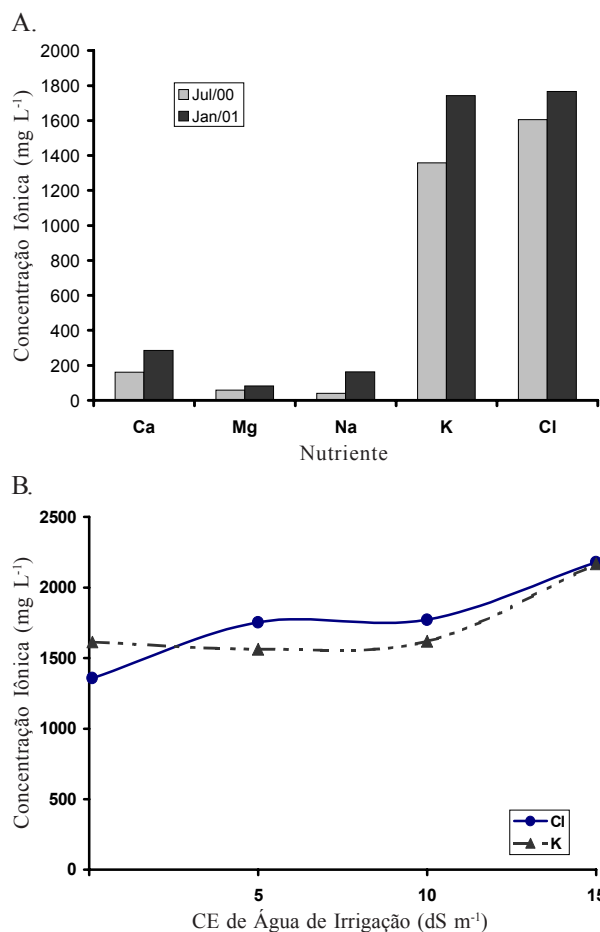 A.
Concentração Iônica (mg L-1)
2000
1800
1600
1400
1200
1000
800
600
400
200
0
Jul/00
Jan/01
Ca Mg Na K Cl
Nutriente
B.
Concentração Iônica (mg L-1)
2500
2000
1500
1000
500
0
Cl
K
5 10 15
CE de Água de Irrigação (dS m-1)